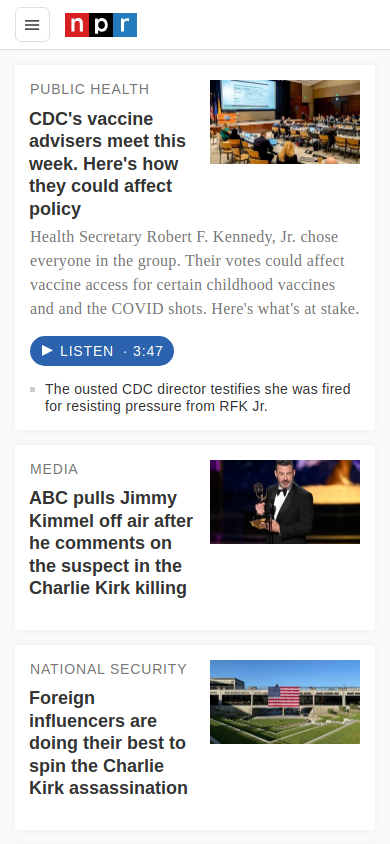 npr
PUBLIC HEALTH
CDC's vaccine
advisers meet this
week. Here's how
they could affect
policy
Health Secretary Robert F. Kennedy, Jr. chose
everyone in the group. Their votes could affect
vaccine access for certain childhood vaccines
and and the COVID shots. Here's what's at stake.
LISTEN · 3:47
The ousted CDC director testifies she was fired
for resisting pressure from RFK Jr.
MEDIA
ABC pulls Jimmy
Kimmel off air after
he comments on
the suspect in the
Charlie Kirk killing
NATIONAL SECURITY
Foreign
influencers are
doing their best to
spin the Charlie
Kirk assassination